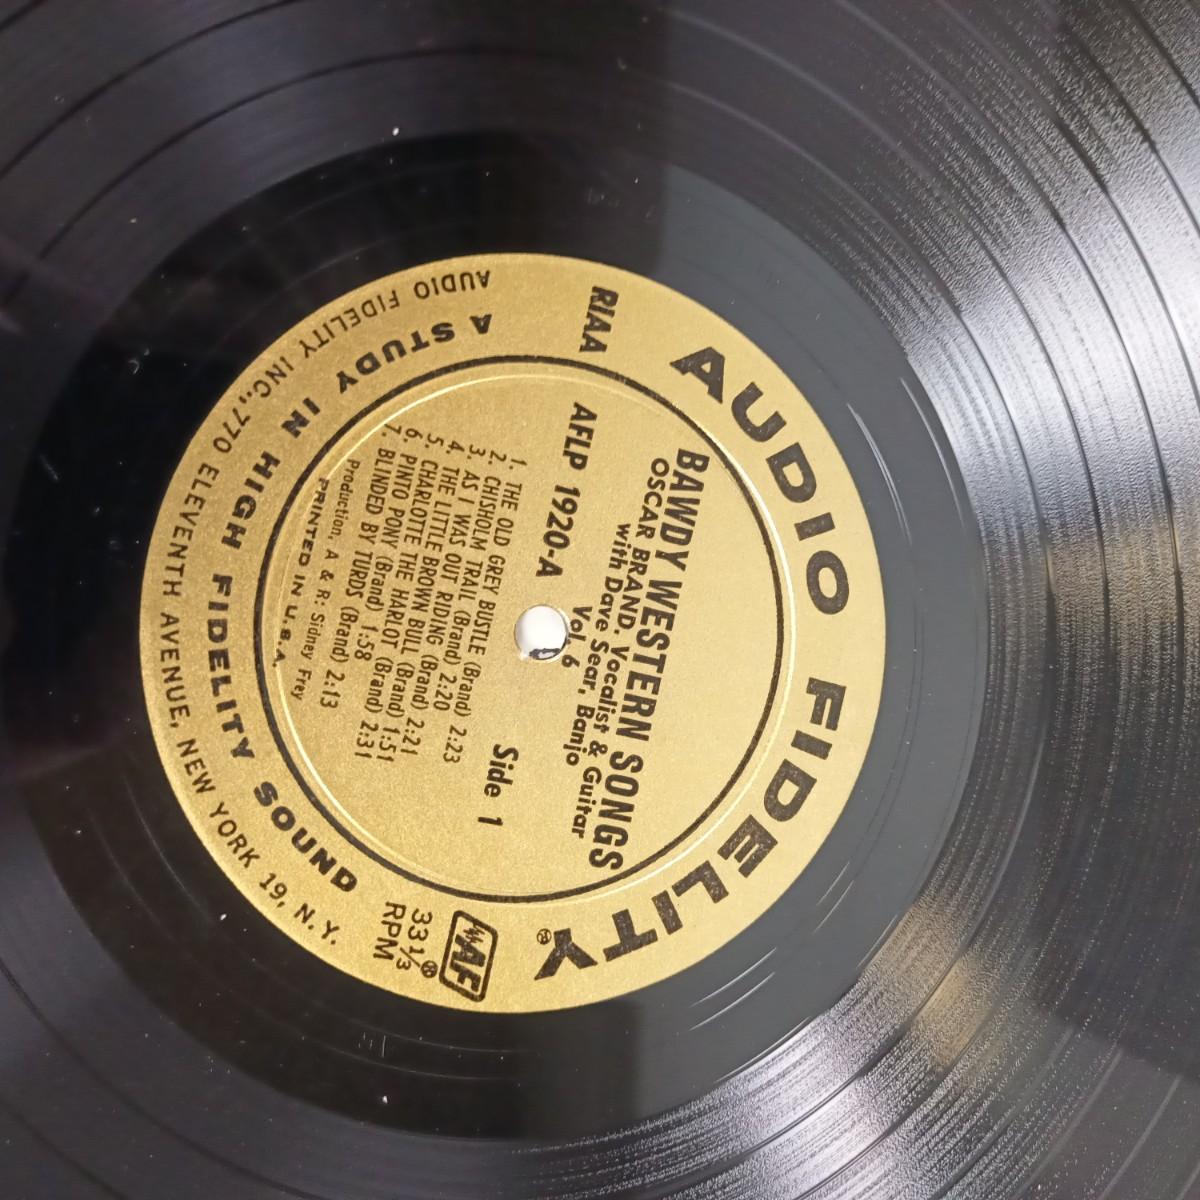 AUDIO FIDELITY®
RIAA
AF®
33 1/3
RPM
BAWDY WESTERN SONGS
OSCAR BRAND. Vocalist & Guitar
with Dave Sear, Banjo
Vol. 6
AFLP 1920-A
Side 1
1. THE OLD GREY BUSTLE (Brand) 2:23
2. CHISHOLM TRAIL (Brand) 2:20
3. AS I WAS OUT RIDING (Brand) 2:21
4. THE LITTLE BROWN BULL (Brand) 1:51
5. CHARLOTTE THE HARLOT (Brand) 2:31
6. PINTO PONY (Brand) 1:58
7. BLINDED BY TURDS (Brand) 2:13
Production, A & R: Sidney Frey
PRINTED IN U.S.A.
A STUDY IN HIGH FIDELITY SOUND
AUDIO FIDELITY INC., 770 ELEVENTH AVENUE, NEW YORK 19, N. Y.